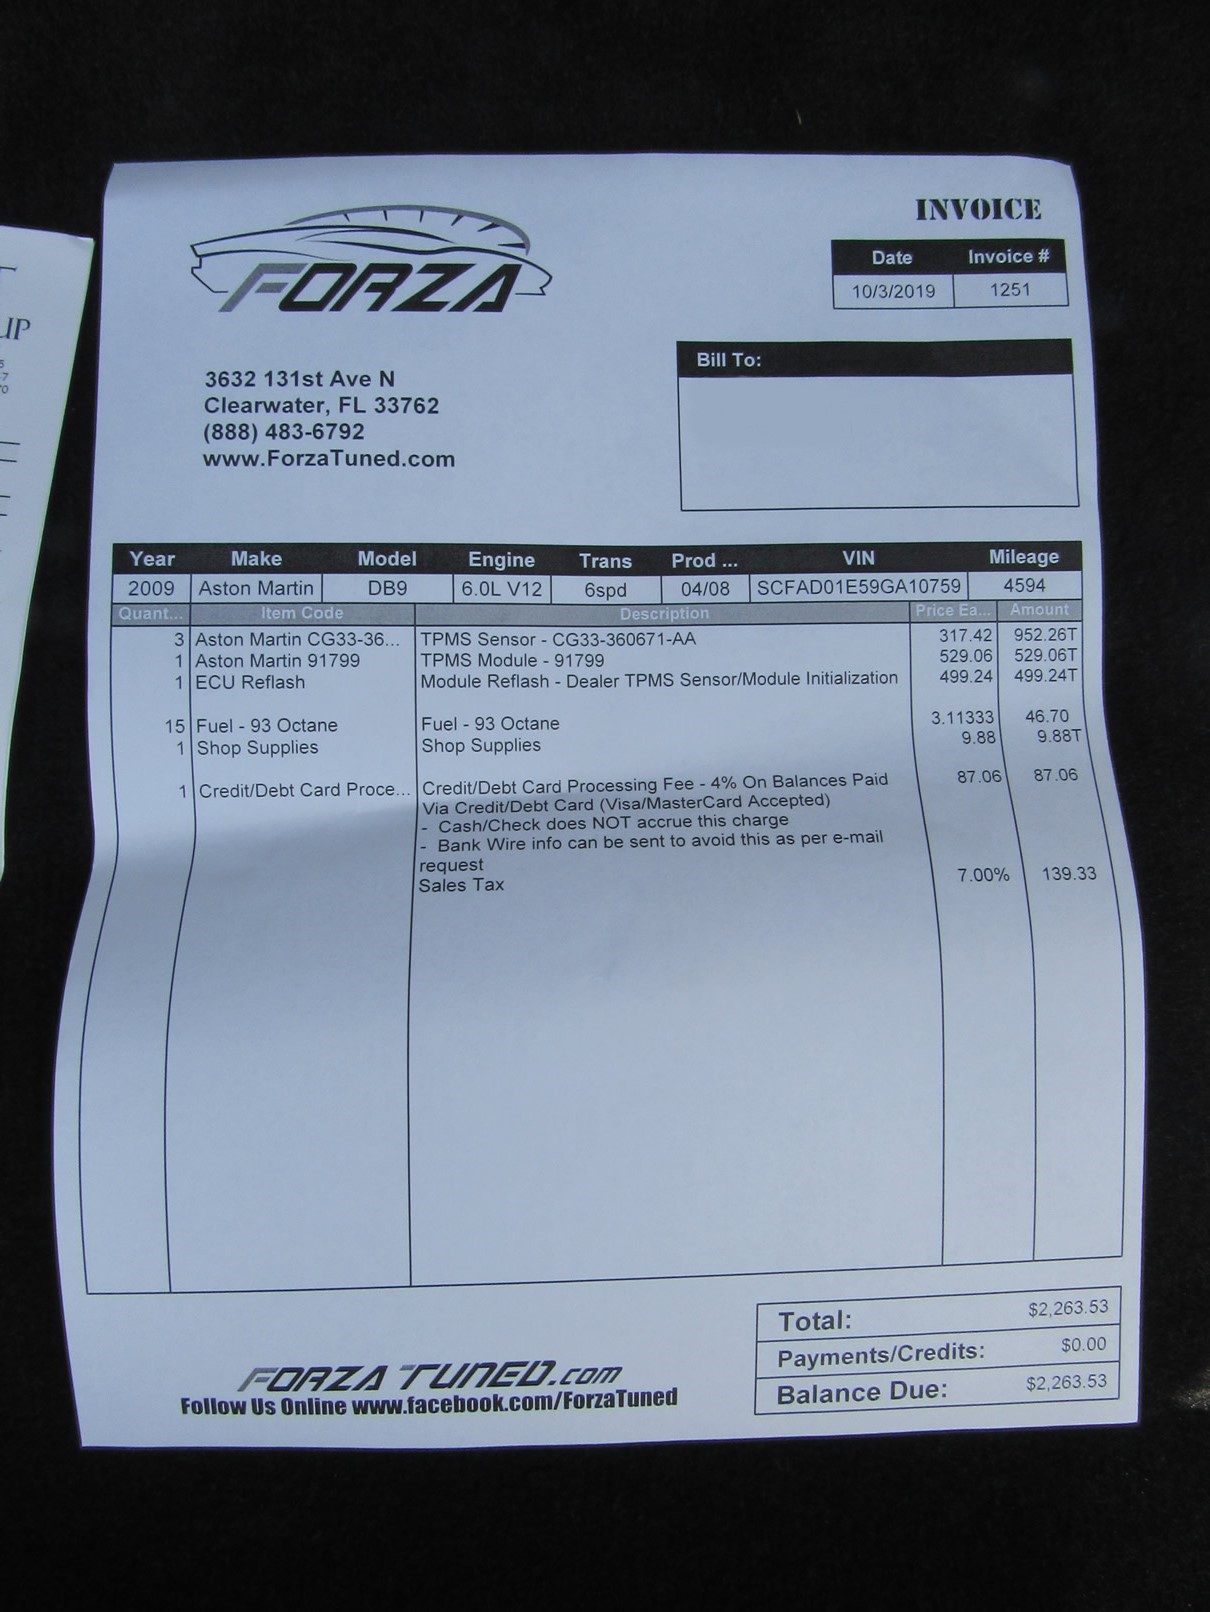 FORZA
INVOICE
Date Invoice #
10/3/2019 1251
Bill To:
3632 131st Ave N
Clearwater, FL 33762
(888) 483-6792
www.ForzaTuned.com
Year Make Model Engine Trans Prod ... VIN Mileage
2009 Aston Martin DB9 6.0L V12 6spd 04/08 SCFAD01E59GA10759 4594
Quant... Item Code Description Price Ea... Amount
3 Aston Martin CG33-36... TPMS Sensor - CG33-360671-AA 317.42 952.26T
1 Aston Martin 91799 TPMS Module - 91799 529.06 529.06T
1 ECU Reflash Module Reflash - Dealer TPMS Sensor/Module Initialization 499.24 499.24T
15 Fuel - 93 Octane Fuel - 93 Octane 3.11333 46.70
1 Shop Supplies Shop Supplies 9.88 9.88T
1 Credit/Debt Card Proce... Credit/Debt Card Processing Fee - 4% On Balances Paid 87.06 87.06
Via Credit/Debt Card (Visa/MasterCard Accepted)
- Cash/Check does NOT accrue this charge
- Bank Wire info can be sent to avoid this as per e-mail
request
Sales Tax 7.00% 139.33
Total: $2,263.53
Payments/Credits: $0.00
Balance Due: $2,263.53
FORZA TUNED.com
Follow Us Online www.facebook.com/ForzaTuned
UP